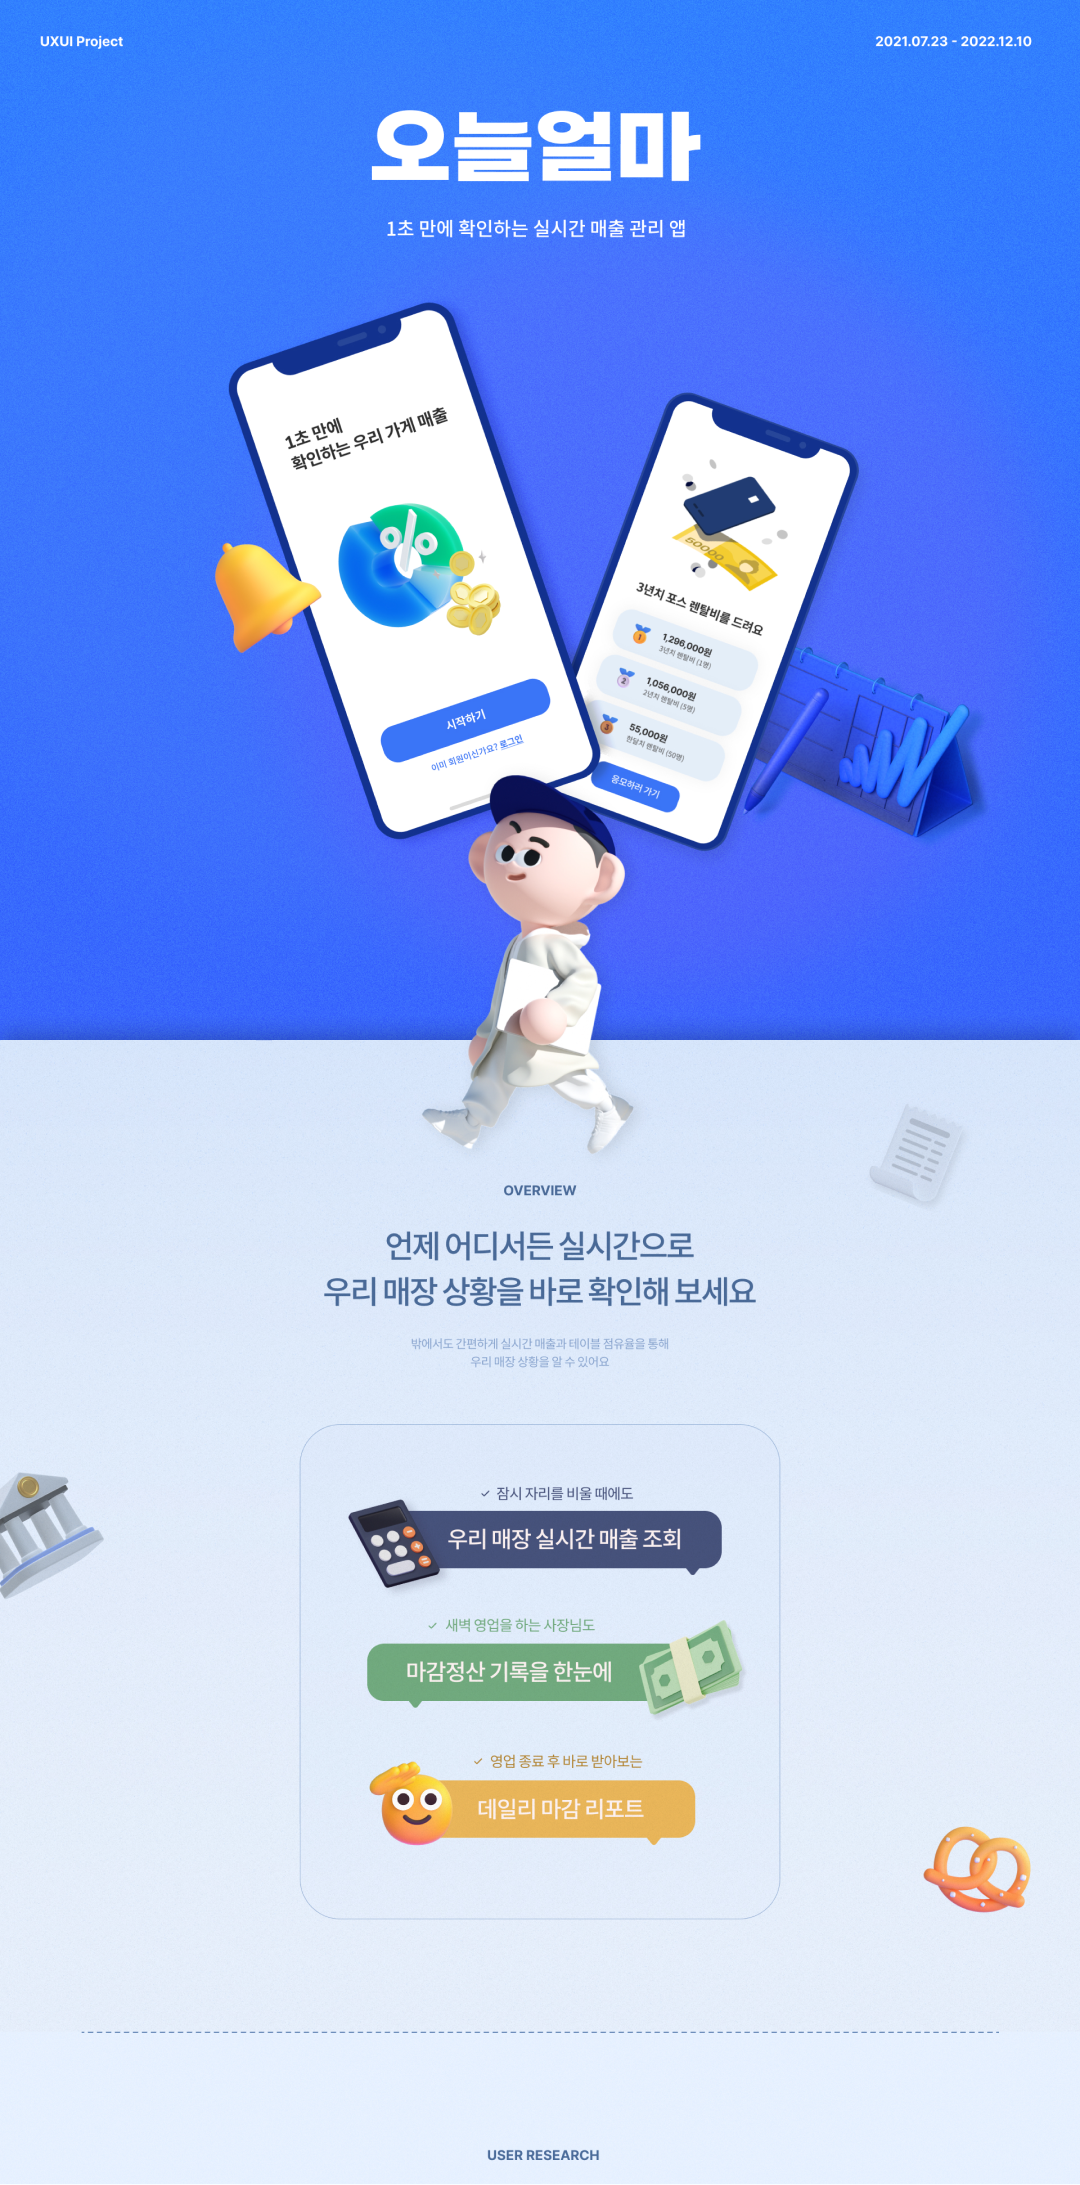 UXUI Project
2021.07.23 - 2022.12.10
오늘얼마
1초 만에 확인하는 실시간 매출 관리 앱
1초 만에
확인하는 우리 가게 매출
시작하기
이미 회원이신가요? 로그인
50000
3년치 포스 렌탈비를 드려요
1
1,296,000원
3년치 렌탈비 (1명)
2
1,056,000원
2년치 렌탈비 (5명)
3
55,000원
한달치 렌탈비 (50명)
응모하러 가기
OVERVIEW
언제 어디서든 실시간으로
우리 매장 상황을 바로 확인해 보세요
밖에서도 간편하게 실시간 매출과 테이블 점유율을 통해
우리 매장 상황을 알 수 있어요
잠시 자리를 비울 때에도
우리 매장 실시간 매출 조회
새벽 영업을 하는 사장님도
마감정산 기록을 한눈에
영업 종료 후 바로 받아보는
데일리 마감 리포트
USER RESEARCH